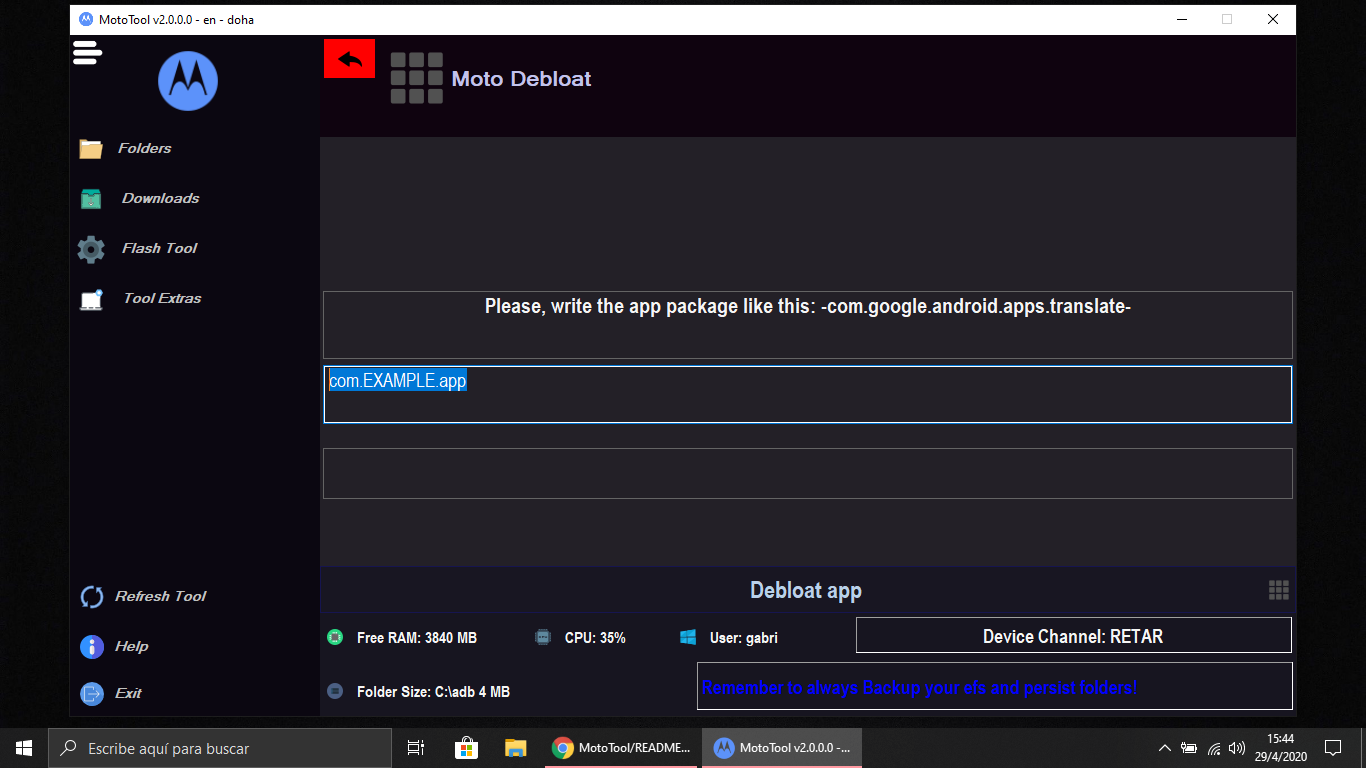 MotoTool v2.0.0.0 - en - doha
Moto Debloat
Folders
Downloads
Flash Tool
Tool Extras
Please, write the app package like this: -com.google.android.apps.translate-
com.EXAMPLE.app
Debloat app
Refresh Tool
Help
Exit
Free RAM: 3840 MB
CPU: 35%
User: gabri
Device Channel: RETAR
Folder Size: C:\adb 4 MB
Remember to always Backup your efs and persist folders!
Escribe aquí para buscar
MotoTool/README...
MotoTool v2.0.0.0 -...
15:44
29/4/2020